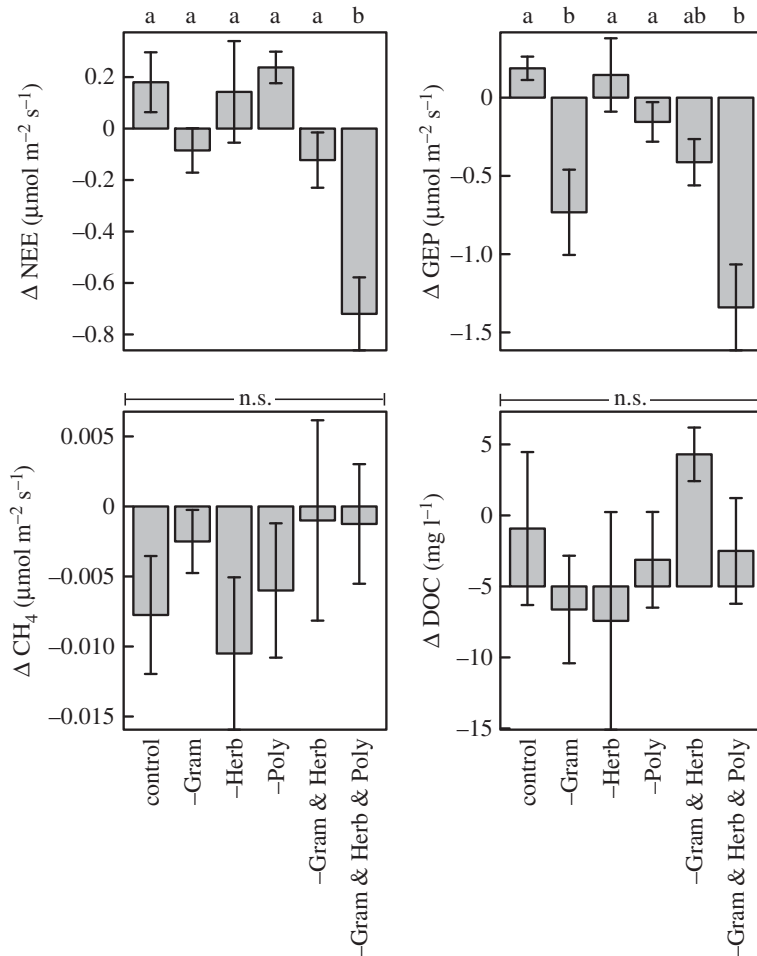 a a a a a b
Δ NEE (μmol m⁻² s⁻¹)
0.2
0
−0.2
−0.4
−0.6
−0.8
a b a a ab b
Δ GEP (μmol m⁻² s⁻¹)
0
−0.5
−1.0
−1.5
n.s.
Δ CH₄ (μmol m⁻² s⁻¹)
0.005
0
−0.005
−0.010
−0.015
control
−Gram
−Herb
−Poly
−Gram & Herb
−Gram & Herb & Poly
n.s.
Δ DOC (mg l⁻¹)
5
0
−5
−10
−15
control
−Gram
−Herb
−Poly
−Gram & Herb
−Gram & Herb & Poly